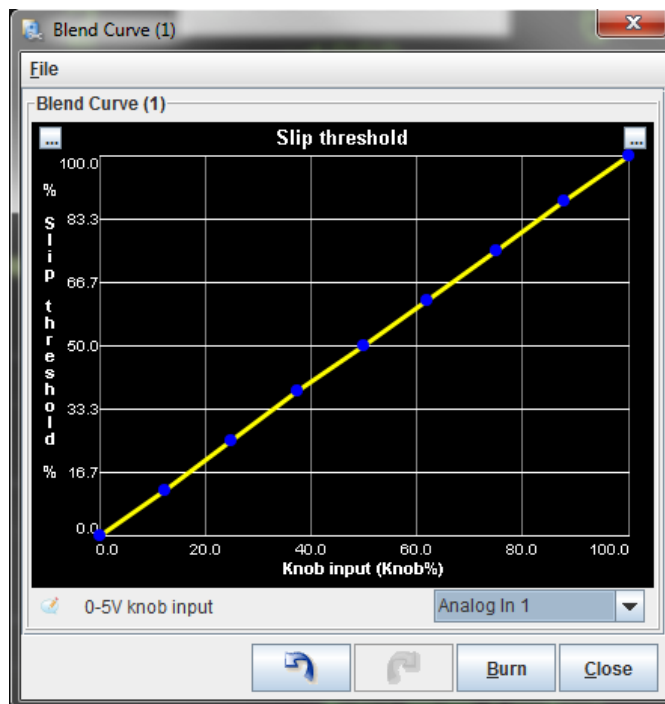 Blend Curve (1)
File
Blend Curve (1)
... Slip threshold ...
100.0
83.3
66.7
50.0
33.3
16.7
0.0
% Slip threshold %
0.0 20.0 40.0 60.0 80.0 100.0
Knob input (Knob%)
0-5V knob input Analog In 1
Burn Close